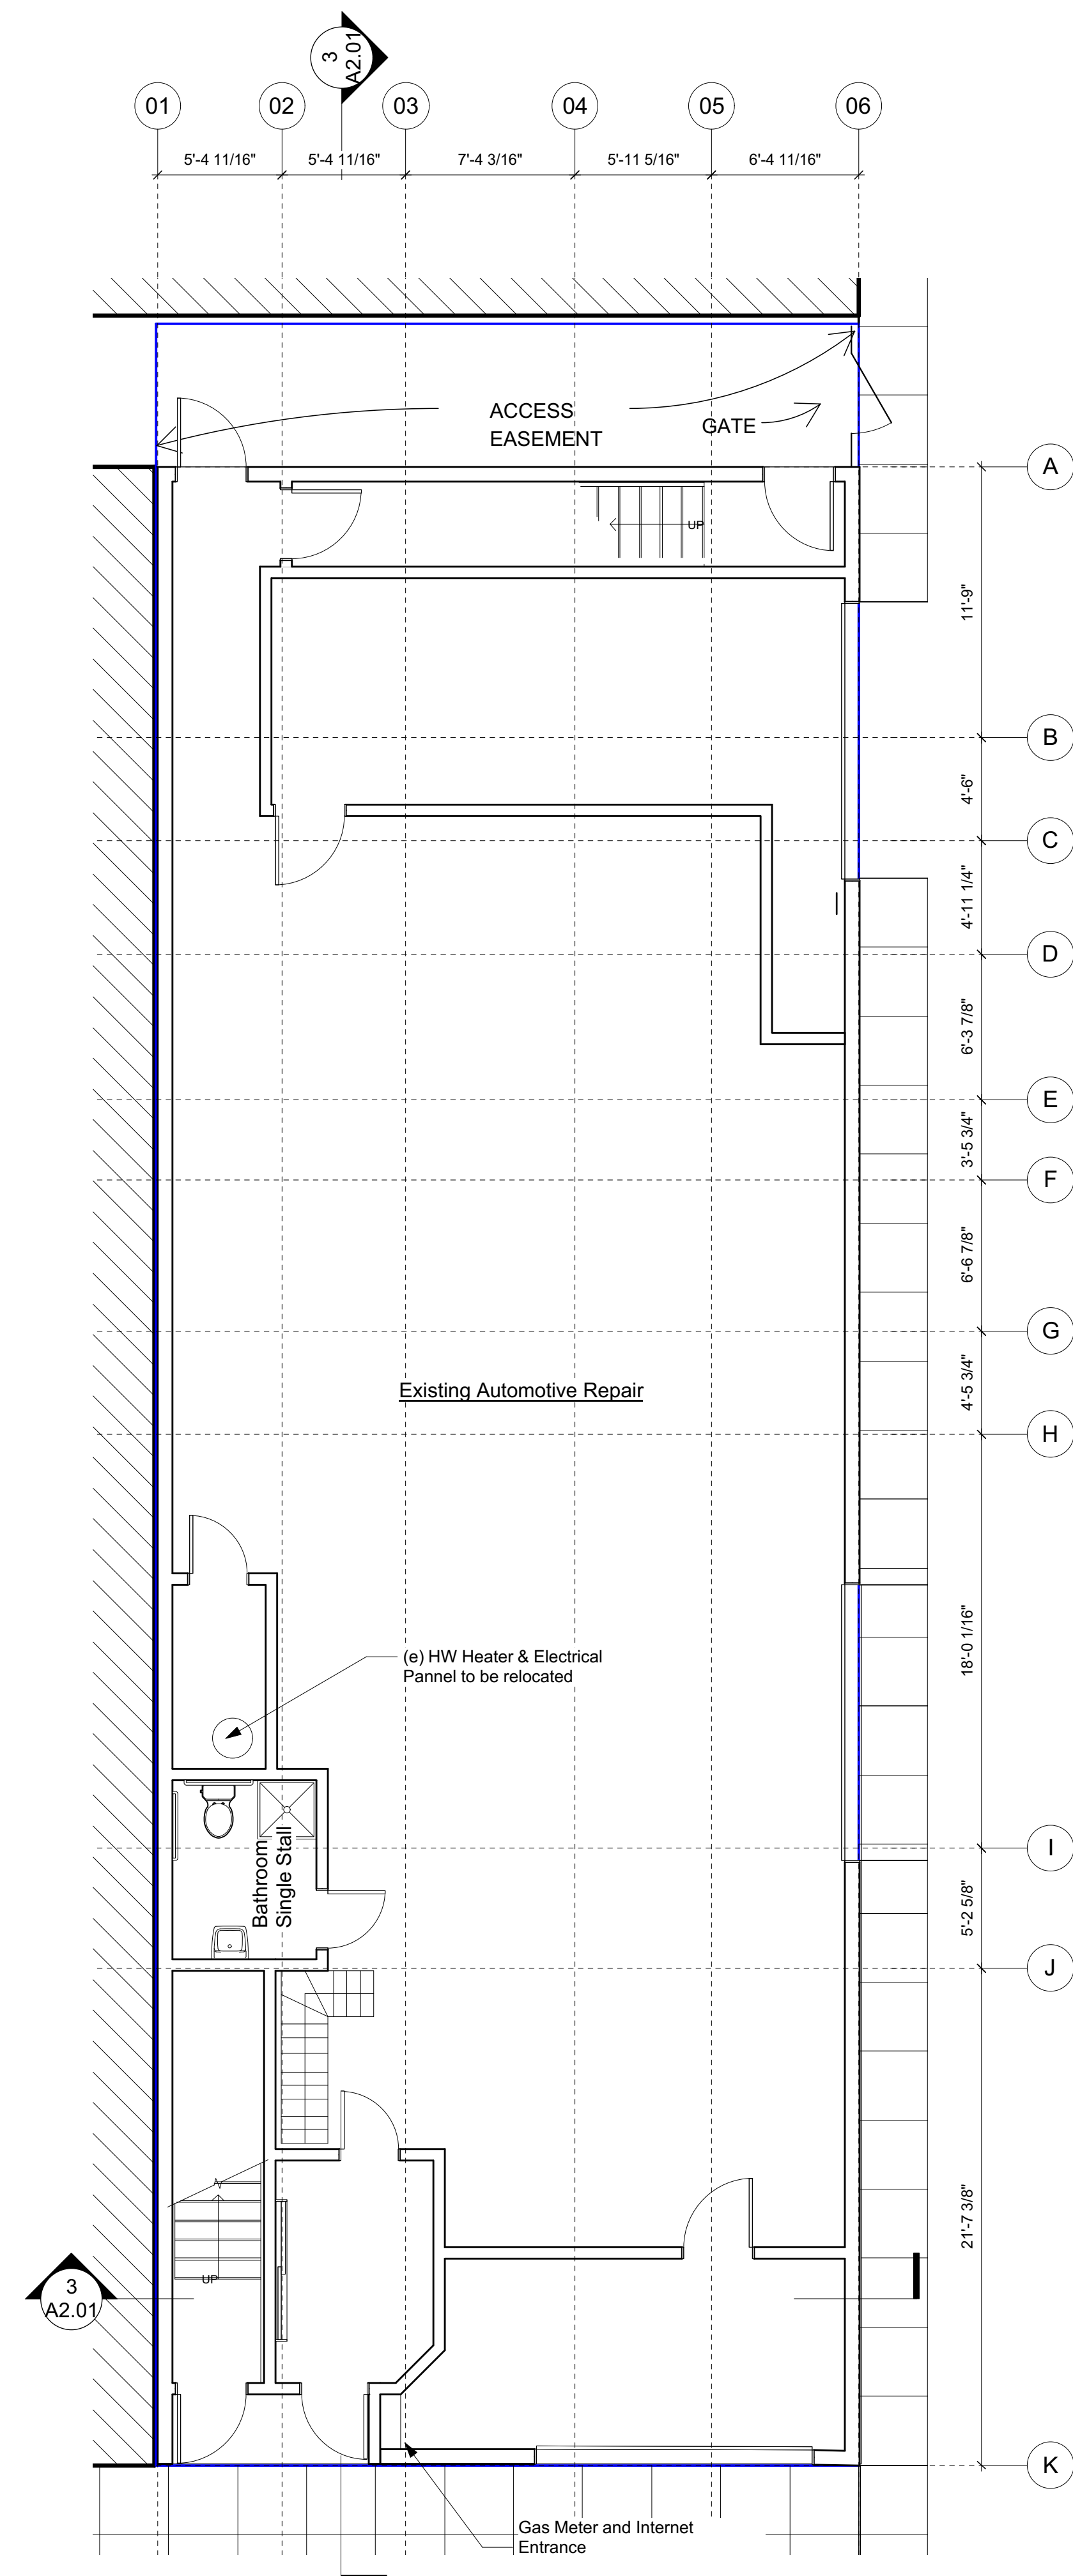 3
A2.01
01
02
03
04
05
06
5'-4 11/16"
5'-4 11/16"
7'-4 3/16"
5'-11 5/16"
6'-4 11/16"
ACCESS
EASEMENT
GATE
A
UP
11'-9"
B
4'-6"
C
4'-11 1/4"
D
6'-3 7/8"
E
3'-5 3/4"
F
6'-6 7/8"
G
4'-5 3/4"
Existing Automotive Repair
H
(e) HW Heater & Electrical
Pannel to be relocated
18'-0 1/16"
Bathroom
Single Stall
I
5'-2 5/8"
J
21'-7 3/8"
UP
3
A2.01
K
Gas Meter and Internet
Entrance